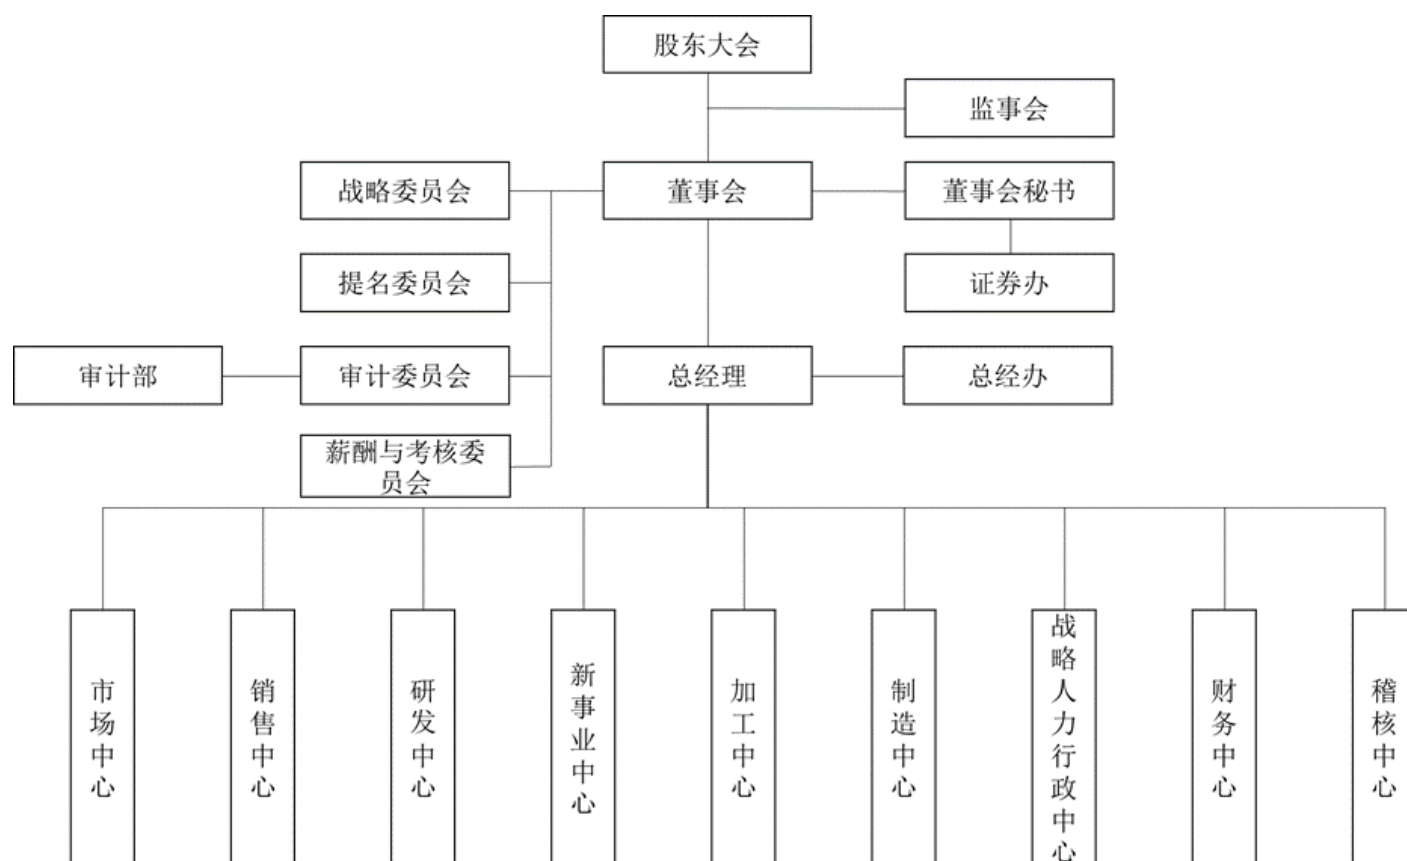 股东大会
监事会
战略委员会
董事会
董事会秘书
提名委员会
证券办
审计部
审计委员会
总经理
总经办
薪酬与考核委
员会
市场中心
销售中心
研发中心
新事业中心
加工中心
制造中心
战略人力行政中心
财务中心
稽核中心